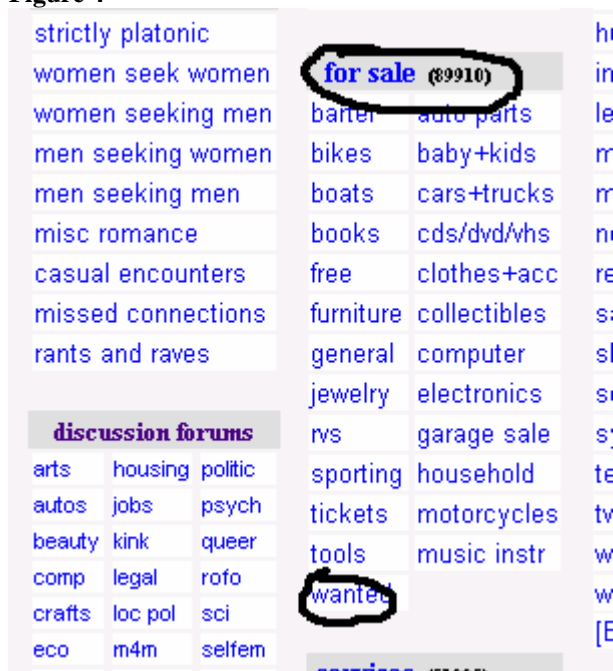 strictly platonic
women seek women
women seeking men
men seeking women
men seeking men
misc romance
casual encounters
missed connections
rants and raves
discussion forums
arts housing politic
autos jobs psych
beauty kink queer
comp legal rofo
crafts loc pol sci
eco m4m selfem
for sale (89910)
barter auto parts
bikes baby+kids
boats cars+trucks
books cds/dvd/vhs
free clothes+acc
furniture collectibles
general computer
jewelry electronics
rvs garage sale
sporting household
tickets motorcycles
tools music instr
wanted